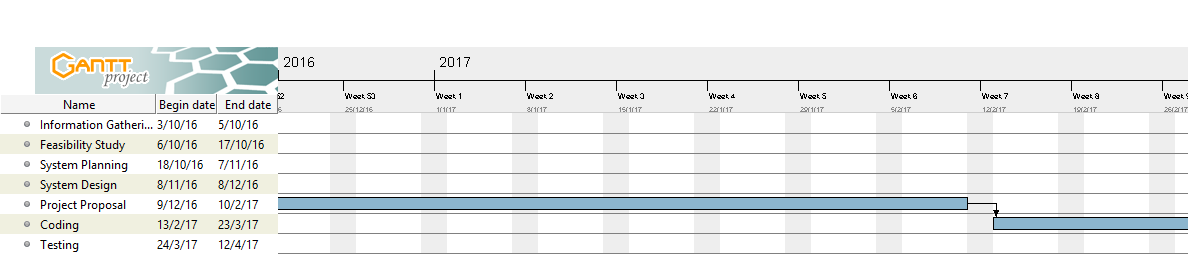 GANTT
project
2016
2017
Week 1
Week 2
Week 3
Week 4
Week 5
Week 6
Week 7
Week 8
25/12/16
1/1/17
8/1/17
15/1/17
22/1/17
29/1/17
5/2/17
12/2/17
19/2/17
26/2/17
Name Begin date End date
Information Gatheri... 3/10/16 5/10/16
Feasibility Study 6/10/16 17/10/16
System Planning 18/10/16 7/11/16
System Design 8/11/16 8/12/16
Project Proposal 9/12/16 10/2/17
Coding 13/2/17 23/3/17
Testing 24/3/17 12/4/17